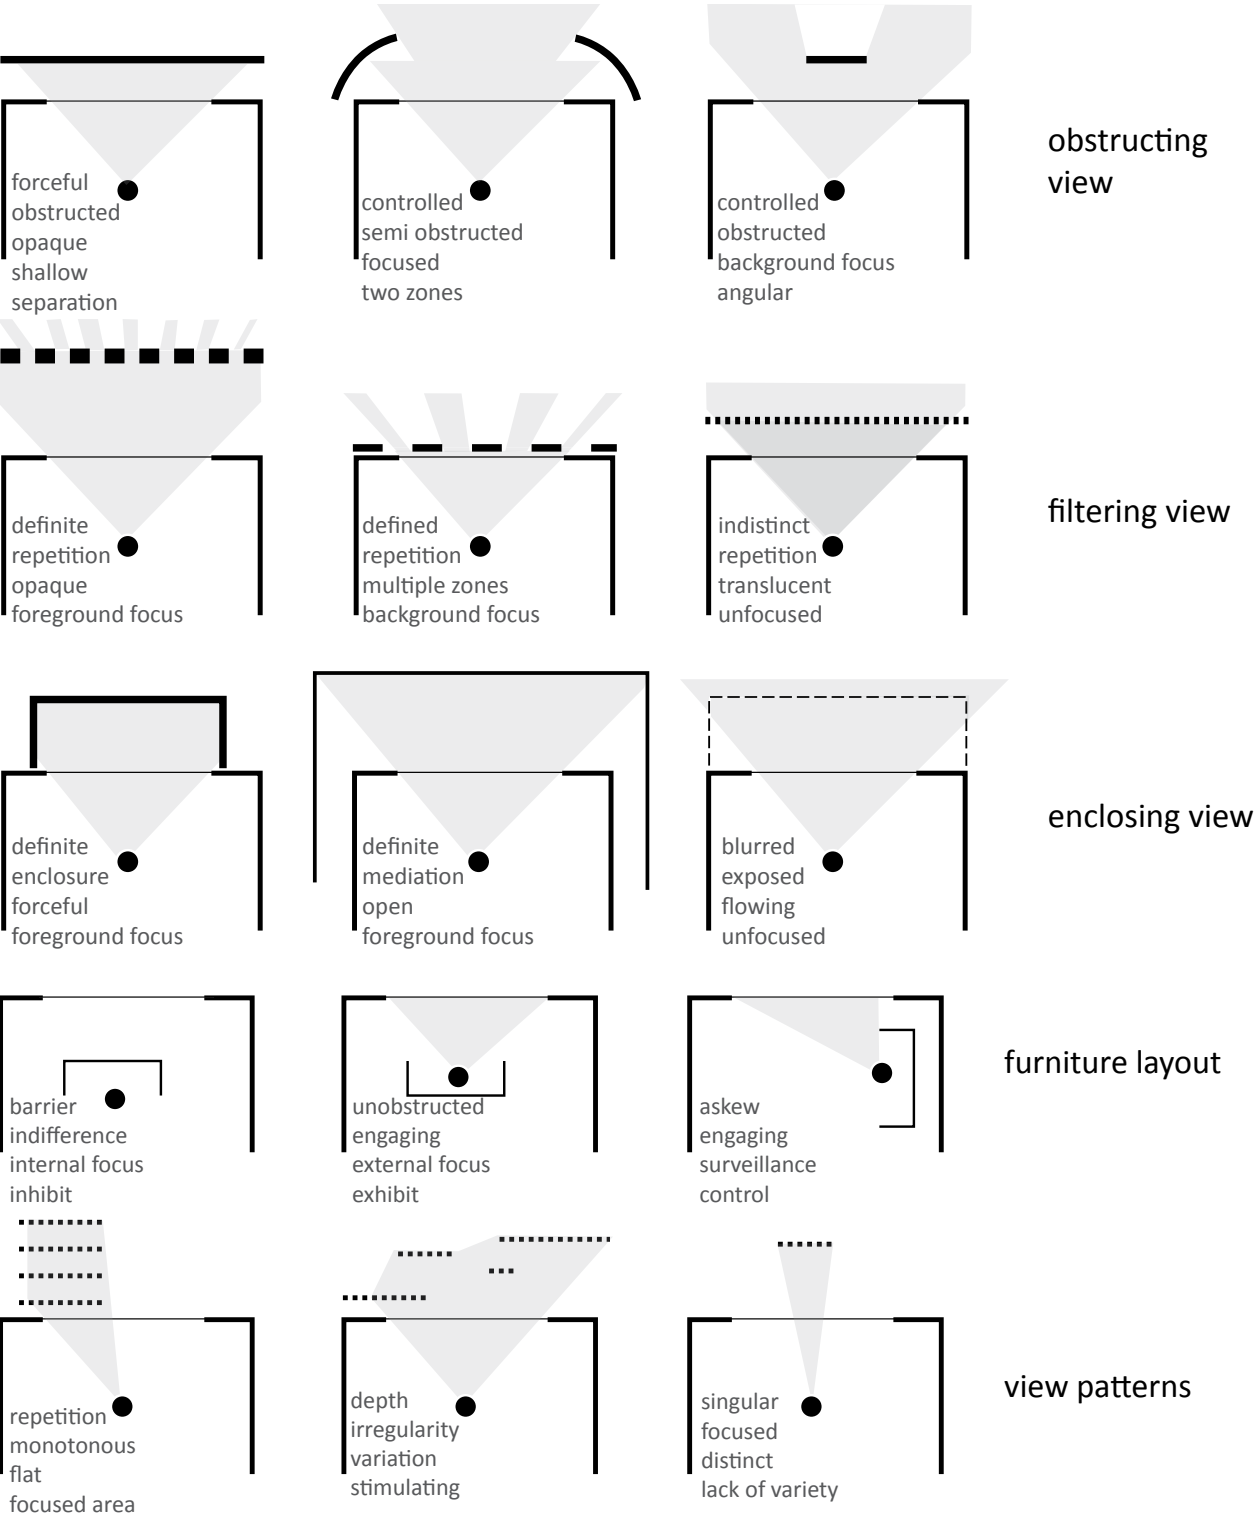 forceful
obstructed
opaque
shallow
separation
controlled
semi obstructed
focused
two zones
controlled
obstructed
background focus
angular
obstructing
view
definite
repetition
opaque
foreground focus
defined
repetition
multiple zones
background focus
indistinct
repetition
translucent
unfocused
filtering view
definite
enclosure
forceful
foreground focus
definite
mediation
open
foreground focus
blurred
exposed
flowing
unfocused
enclosing view
barrier
indifference
internal focus
inhibit
unobstructed
engaging
external focus
exhibit
askew
engaging
surveillance
control
furniture layout
repetition
monotonous
flat
focused area
depth
irregularity
variation
stimulating
singular
focused
distinct
lack of variety
view patterns